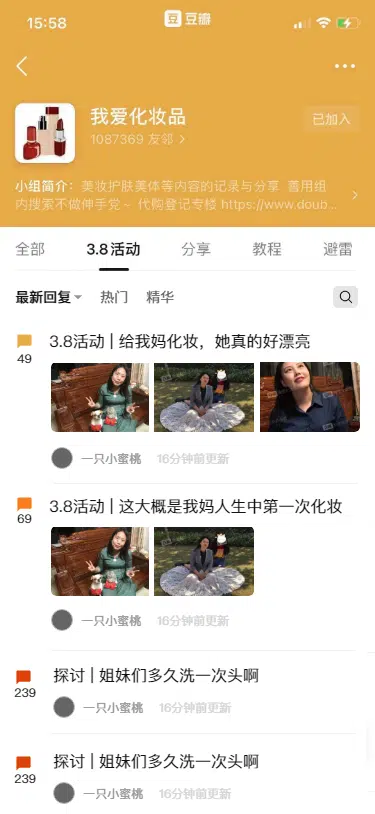 15:58
豆 豆瓣
我爱化妆品
1087369 友邻 >
已加入
小组简介：美妆护肤美体等内容的记录与分享 善用组
内搜索不做伸手党～ 代购登记专楼 https://www.doub...
全部 3.8活动 分享 教程 避雷
最新回复 热门 精华
3.8活动 | 给我妈化妆，她真的好漂亮
49
一只小蜜桃 16分钟前更新
3.8活动 | 这大概是我妈人生中第一次化妆
69
一只小蜜桃 16分钟前更新
探讨 | 姐妹们多久洗一次头啊
239
一只小蜜桃 16分钟前更新
探讨 | 姐妹们多久洗一次头啊
239
一只小蜜桃 16分钟前更新